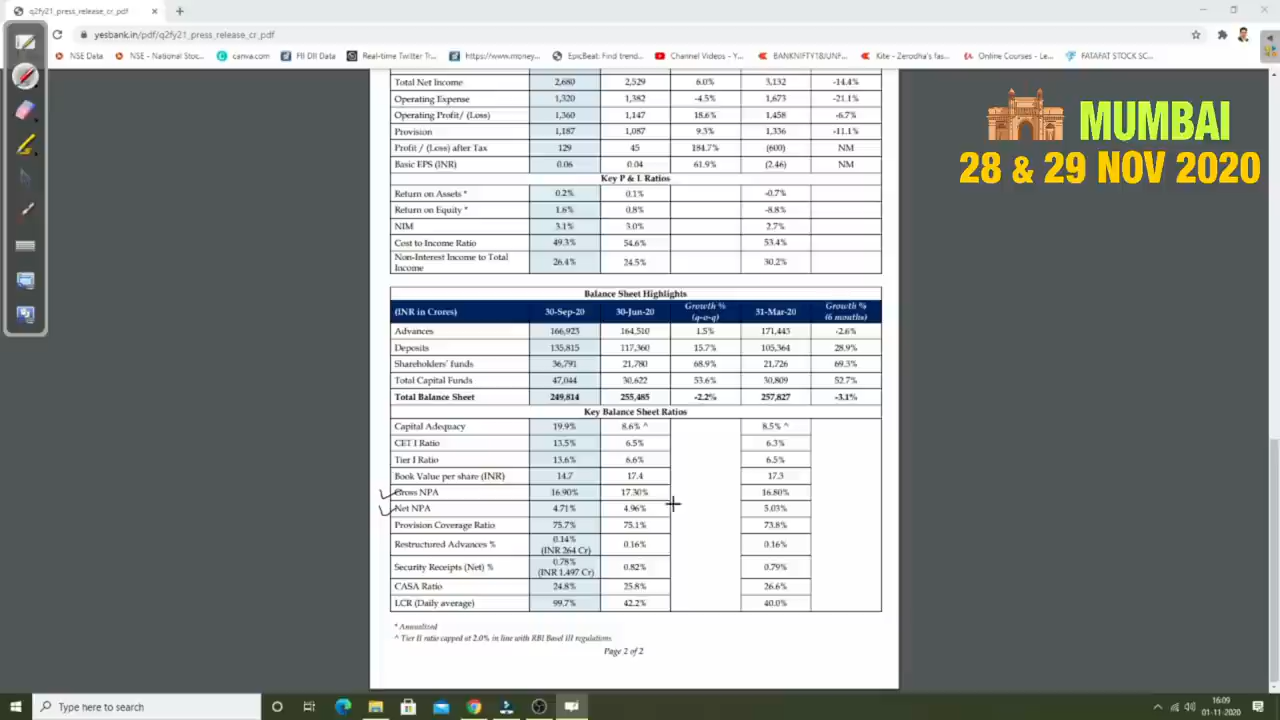 q2fy21_press_release_cr_pdf
yesbank.in/pdf/q2fy21_press_release_cr_pdf
NSE Data NSE - National Stoc... canva.com FII DII Data Real-time Twitter Tr... https://www.money... EpicBeat: Find trend... Channel Videos - Y... BANKNIFTY18JUNF... Kite - Zerodha's fas... Online Courses - Le... FATAFAT STOCK SC...
MUMBAI
28 & 29 NOV 2020
Total Net Income 2,680 2,529 6.0% 3,132 -14.4%
Operating Expense 1,320 1,382 -4.5% 1,673 -21.1%
Operating Profit/ (Loss) 1,360 1,147 18.6% 1,458 -6.7%
Provision 1,187 1,087 9.3% 1,336 -11.1%
Profit / (Loss) after Tax 129 45 184.7% (600) NM
Basic EPS (INR) 0.06 0.04 61.9% (2.46) NM
Key P & L Ratios
Return on Assets * 0.2% 0.1% -0.7%
Return on Equity * 1.6% 0.8% -8.8%
NIM 3.1% 3.0% 2.7%
Cost to Income Ratio 49.3% 54.6% 53.4%
Non-Interest Income to Total
Income 26.4% 24.5% 30.2%
Balance Sheet Highlights
(INR in Crores) 30-Sep-20 30-Jun-20 Growth % (q-o-q) 31-Mar-20 Growth % (6 months)
Advances 166,923 164,510 1.5% 171,443 -2.6%
Deposits 135,815 117,360 15.7% 105,364 28.9%
Shareholders' funds 36,791 21,780 68.9% 21,726 69.3%
Total Capital Funds 47,044 30,622 53.6% 30,809 52.7%
Total Balance Sheet 249,814 255,485 -2.2% 257,827 -3.1%
Key Balance Sheet Ratios
Capital Adequacy 19.9% 8.6% ^ 8.5% ^
CET I Ratio 13.5% 6.5% 6.3%
Tier I Ratio 13.6% 6.6% 6.5%
Book Value per share (INR) 14.7 17.4 17.3
Gross NPA 16.90% 17.30% 16.80%
Net NPA 4.71% 4.96% 5.03%
Provision Coverage Ratio 75.7% 75.1% 73.8%
Restructured Advances % 0.14% (INR 264 Cr) 0.16% 0.16%
Security Receipts (Net) % 0.78% (INR 1,497 Cr) 0.82% 0.79%
CASA Ratio 24.8% 25.8% 26.6%
LCR (Daily average) 99.7% 42.2% 40.0%
* Annualized
^ Tier II ratio capped at 2.0% in line with RBI Basel III regulations
Page 2 of 2
Type here to search
16:09
01-11-2020